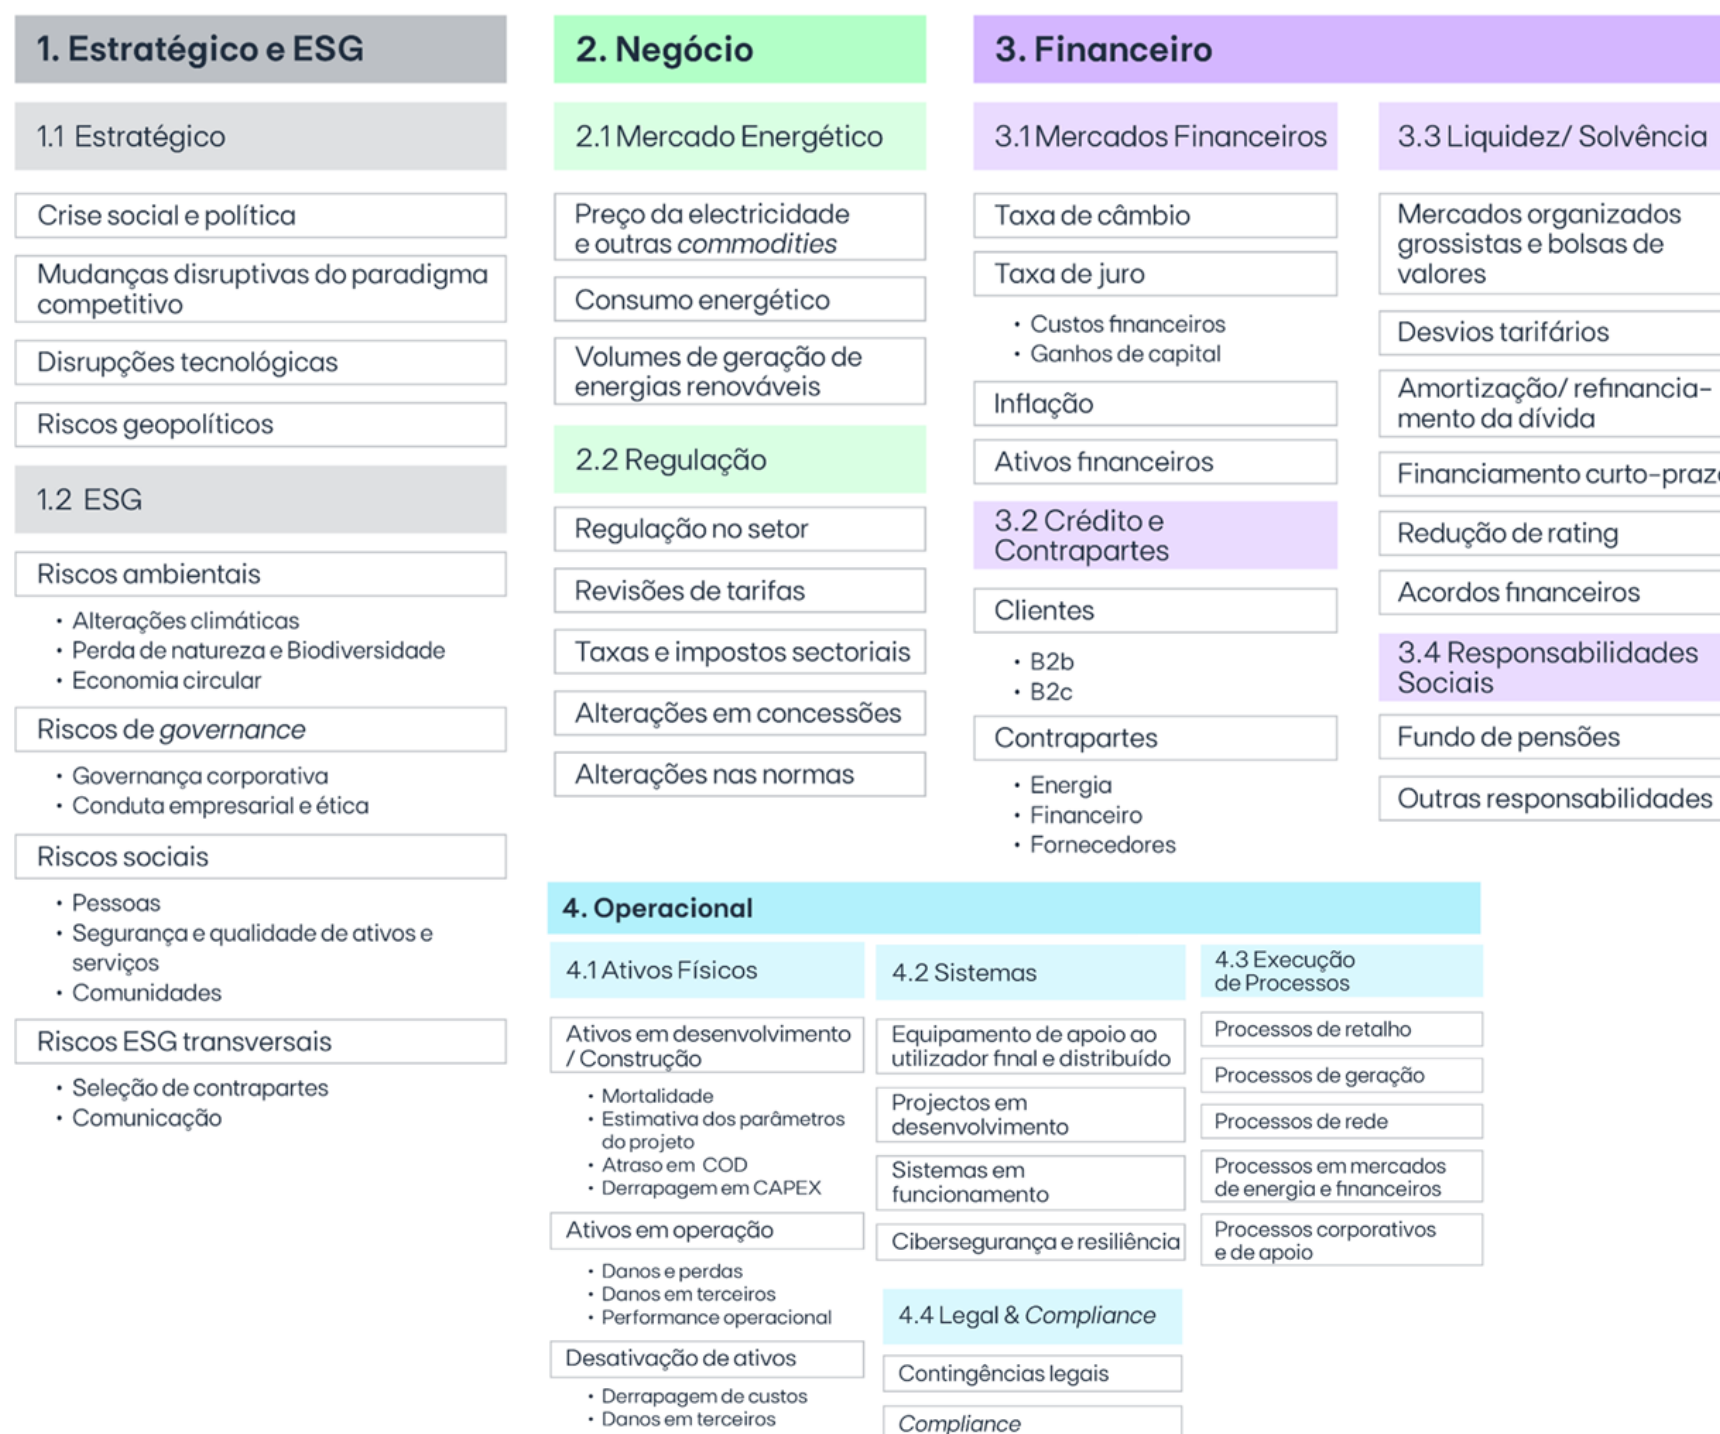 1. Estratégico e ESG
1.1 Estratégico
Crise social e política
Mudanças disruptivas do paradigma
competitivo
Disrupções tecnológicas
Riscos geopolíticos
1.2 ESG
Riscos ambientais
• Alterações climáticas
• Perda de natureza e Biodiversidade
• Economia circular
Riscos de governance
• Governança corporativa
• Conduta empresarial e ética
Riscos sociais
• Pessoas
• Segurança e qualidade de ativos e
serviços
• Comunidades
Riscos ESG transversais
• Seleção de contrapartes
• Comunicação
2. Negócio
2.1 Mercado Energético
Preço da electricidade
e outras commodities
Consumo energético
Volumes de geração de
energias renováveis
2.2 Regulação
Regulação no setor
Revisões de tarifas
Taxas e impostos sectoriais
Alterações em concessões
Alterações nas normas
3. Financeiro
3.1 Mercados Financeiros
Taxa de câmbio
Taxa de juro
• Custos financeiros
• Ganhos de capital
Inflação
Ativos financeiros
3.2 Crédito e
Contrapartes
Clientes
• B2b
• B2c
Contrapartes
• Energia
• Financeiro
• Fornecedores
3.3 Liquidez/ Solvência
Mercados organizados
grossistas e bolsas de
valores
Desvios tarifários
Amortização/ refinancia-
mento da dívida
Financiamento curto-prazo
Redução de rating
Acordos financeiros
3.4 Responsabilidades
Sociais
Fundo de pensões
Outras responsabilidades
4. Operacional
4.1 Ativos Físicos
Ativos em desenvolvimento
/ Construção
• Mortalidade
• Estimativa dos parâmetros
do projeto
• Atraso em COD
• Derrapagem em CAPEX
Ativos em operação
• Danos e perdas
• Danos em terceiros
• Performance operacional
Desativação de ativos
• Derrapagem de custos
• Danos em terceiros
4.2 Sistemas
Equipamento de apoio ao
utilizador final e distribuído
Projectos em
desenvolvimento
Sistemas em
funcionamento
Cibersegurança e resiliência
4.4 Legal & Compliance
Contingências legais
Compliance
4.3 Execução
de Processos
Processos de retalho
Processos de geração
Processos de rede
Processos em mercados
de energia e financeiros
Processos corporativos
e de apoio